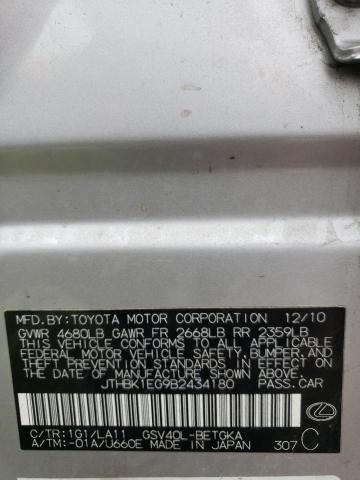 MFD.BY:TOYOTA MOTOR CORPORATION 12/10
GVWR 4680LB GAWR FR 2668LB RR 2359LB
THIS VEHICLE CONFORMS TO ALL APPLICABLE
FEDERAL MOTOR VEHICLE SAFETY, BUMPER, AND
THEFT PREVENTION STANDARDS IN EFFECT ON
THE DATE OF MANUFACTURE SHOWN ABOVE.
JTHBK1EG9B2434180 PASS.CAR
C/TR:1G1/LA11 GSV40L-BETGKA
A/TM:-01A/U660E MADE IN JAPAN 307 C